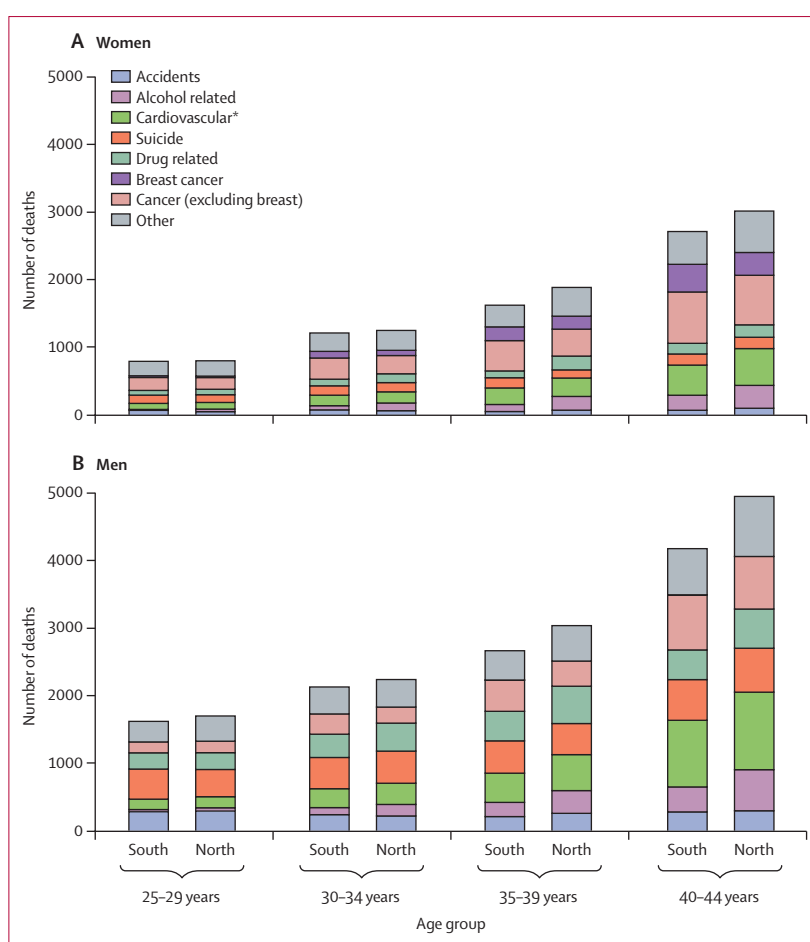 A Women
5000
4000
3000
2000
1000
0
Number of deaths
Accidents
Alcohol related
Cardiovascular*
Suicide
Drug related
Breast cancer
Cancer (excluding breast)
Other
B Men
5000
4000
3000
2000
1000
0
Number of deaths
South North South North South North South North
25–29 years 30–34 years 35–39 years 40–44 years
Age group